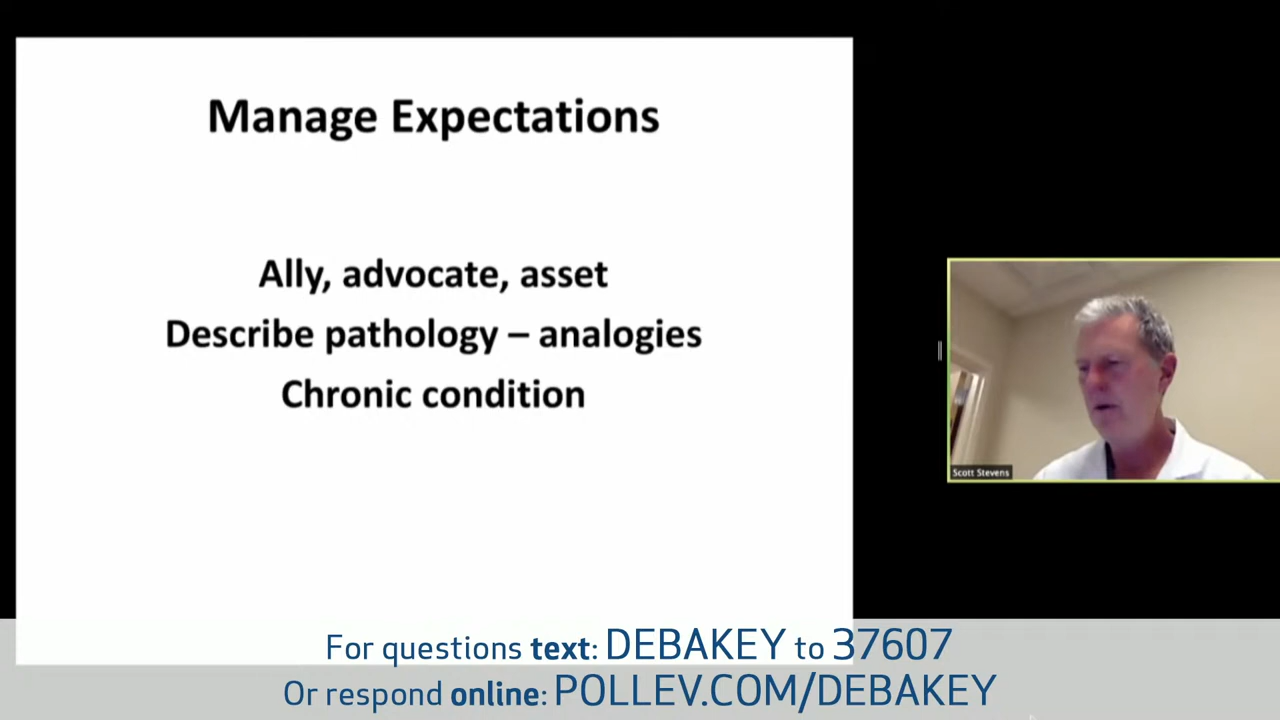 Manage Expectations
Ally, advocate, asset
Describe pathology – analogies
Chronic condition
Scott Stevens
For questions text: DEBAKEY to 37607
Or respond online: POLLEV.COM/DEBAKEY